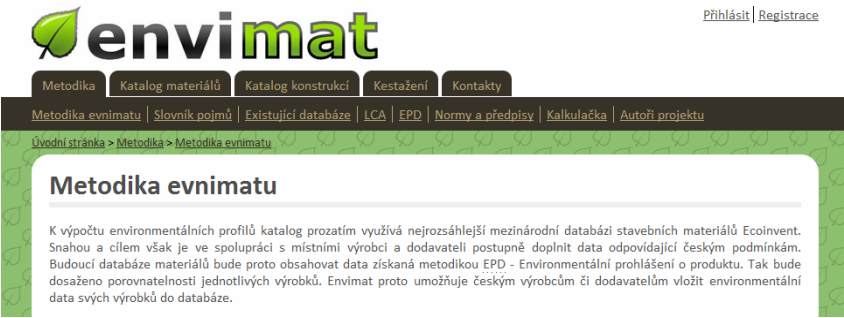 envimat
Přihlásit | Registrace
Metodika Katalog materiálů Katalog konstrukcí Kestažení Kontakty
Metodika evnimatu | Slovník pojmů | Existující databáze | LCA | EPD | Normy a předpisy | Kalkulačka | Autoři projektu
Úvodní stránka > Metodika > Metodika evnimatu
Metodika evnimatu
K výpočtu environmentálních profilů katalog prozatím využívá nejrozsáhlejší mezinárodní databázi stavebních materiálů Ecoinvent.
Snahou a cílem však je ve spolupráci s místními výrobci a dodavateli postupně doplnit data odpovídající českým podmínkám.
Budoucí databáze materiálů bude proto obsahovat data získaná metodikou EPD - Environmentální prohlášení o produktu. Tak bude
dosaženo porovnatelnosti jednotlivých výrobků. Envimat proto umožňuje českým výrobcům či dodavatelům vložit environmentální
data svých výrobků do databáze.